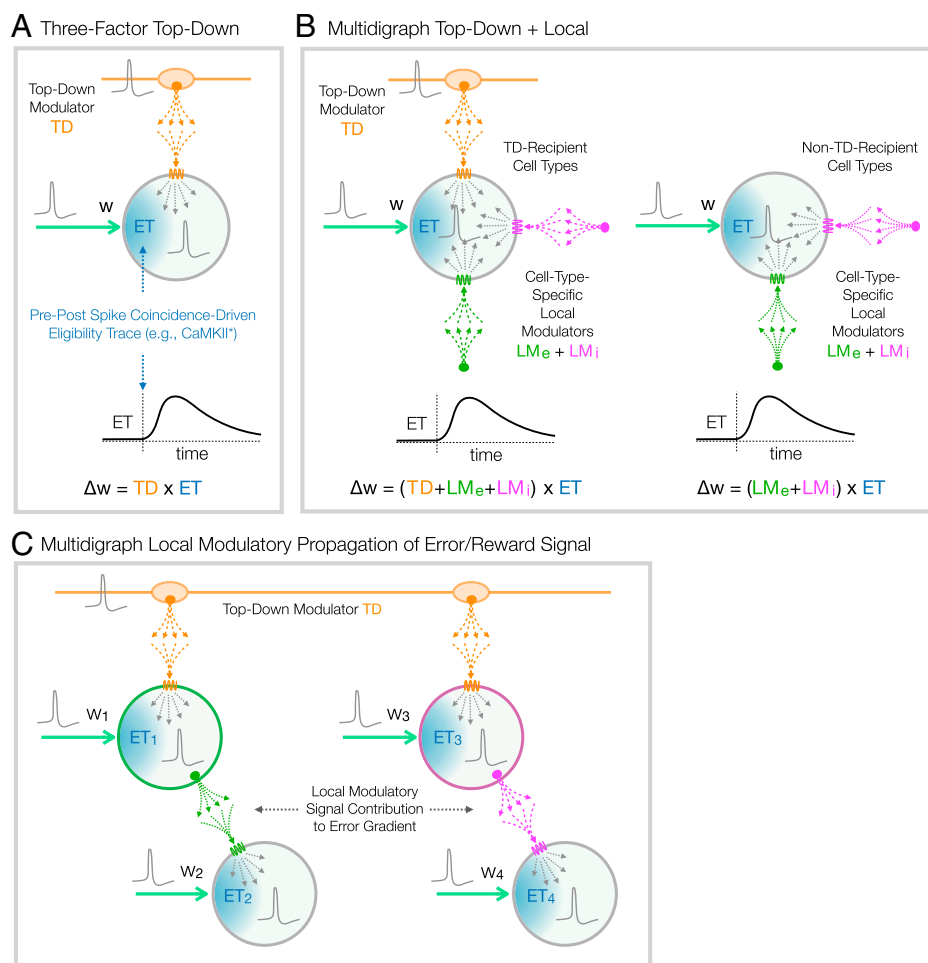 A Three-Factor Top-Down
Top-Down
Modulator
TD
w
ET
Pre-Post Spike Coincidence-Driven
Eligibility Trace (e.g., CaMKII*)
ET
time
Δw = TD x ET
B Multidigraph Top-Down + Local
Top-Down
Modulator
TD
TD-Recipient
Cell Types
w
ET
Cell-Type-
Specific
Local
Modulators
LMe + LMi
ET
time
Δw = (TD+LMe+LMi) x ET
Non-TD-Recipient
Cell Types
w
ET
Cell-Type-
Specific
Local
Modulators
LMe + LMi
ET
time
Δw = (LMe+LMi) x ET
C Multidigraph Local Modulatory Propagation of Error/Reward Signal
Top-Down Modulator TD
W1
ET1
W3
ET3
Local Modulatory
Signal Contribution
to Error Gradient
W2
ET2
W4
ET4